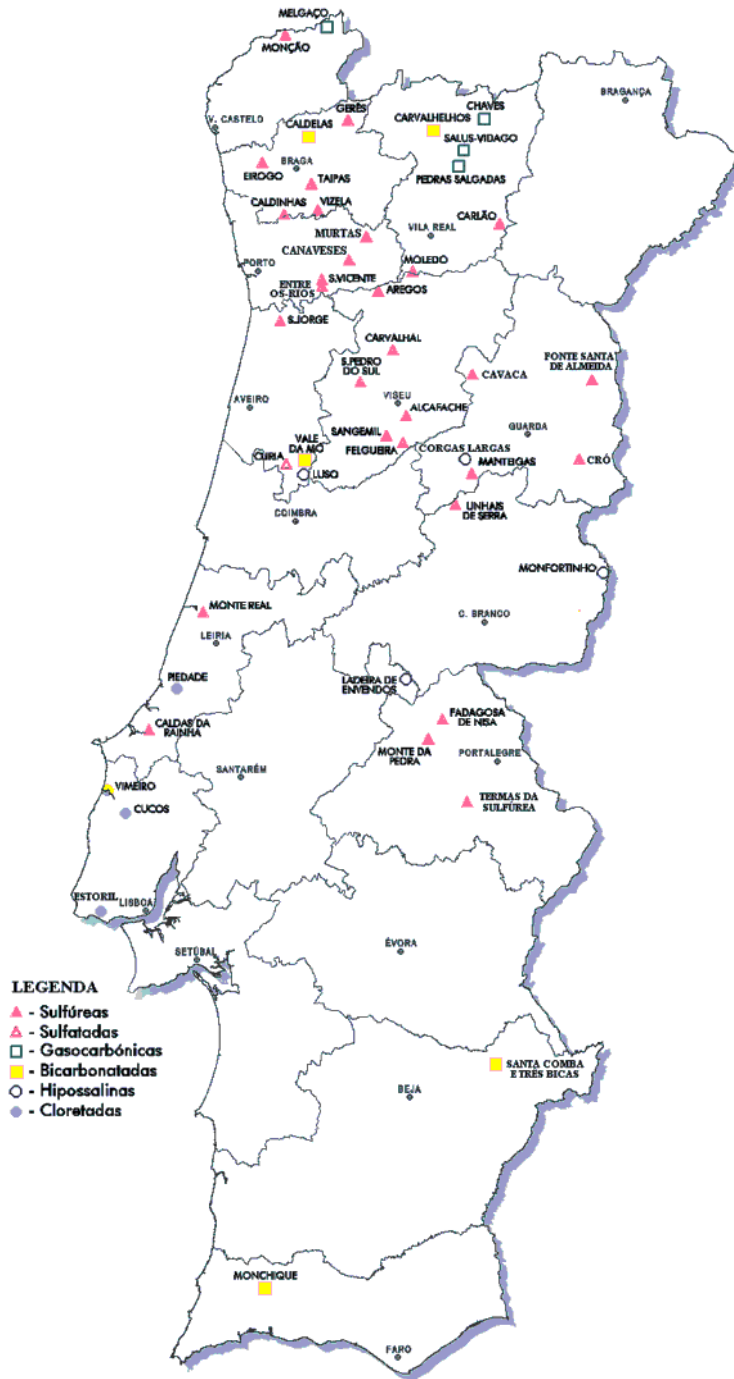 MELGAÇO
MONÇÃO
BRAGANÇA
GERÊS
CHAVES
V. CASTELO
CALDELAS
CARVALHELHOS
SALUS-VIDAGO
BRAGA
EIROGO
TAIPAS
PEDRAS SALGADAS
CALDINHAS
VIZELA
CARLÃO
MURTAS
VILA REAL
CANAVESES
PORTO
MOLEDO
S.VICENTE
ENTRE
OS-RIOS
AREGOS
S.JORGE
CARVALHAL
S.PEDRO
DO SUL
CAVACA
FONTE SANTA
DE ALMEIDA
AVEIRO
VISEU
ALCAFACHE
SANGEMIL
GUARDA
VALE
DA MÓ
FELGUEIRA
CORGAS LARGAS
CURIA
MANTEIGAS
CRÓ
LUSO
UNHAIS
DE SERRA
COIMBRA
MONFORTINHO
MONTE REAL
C. BRANCO
LEIRIA
PIEDADE
LADEIRA DE
ENVENDOS
CALDAS DA
RAINHA
FADAGOSA
DE NISA
MONTE DA
PEDRA
PORTALEGRE
SANTARÉM
VIMEIRO
TERMAS DA
SULFÚREA
CUCOS
ESTORIL
LISBOA
ÉVORA
SETÚBAL
LEGENDA
- Sulfúreas
- Sulfatadas
- Gasocarbónicas
- Bicarbonatadas
- Hipossalinas
- Cloretadas
SANTA COMBA
E TRÊS BICAS
BEJA
MONCHIQUE
FARO